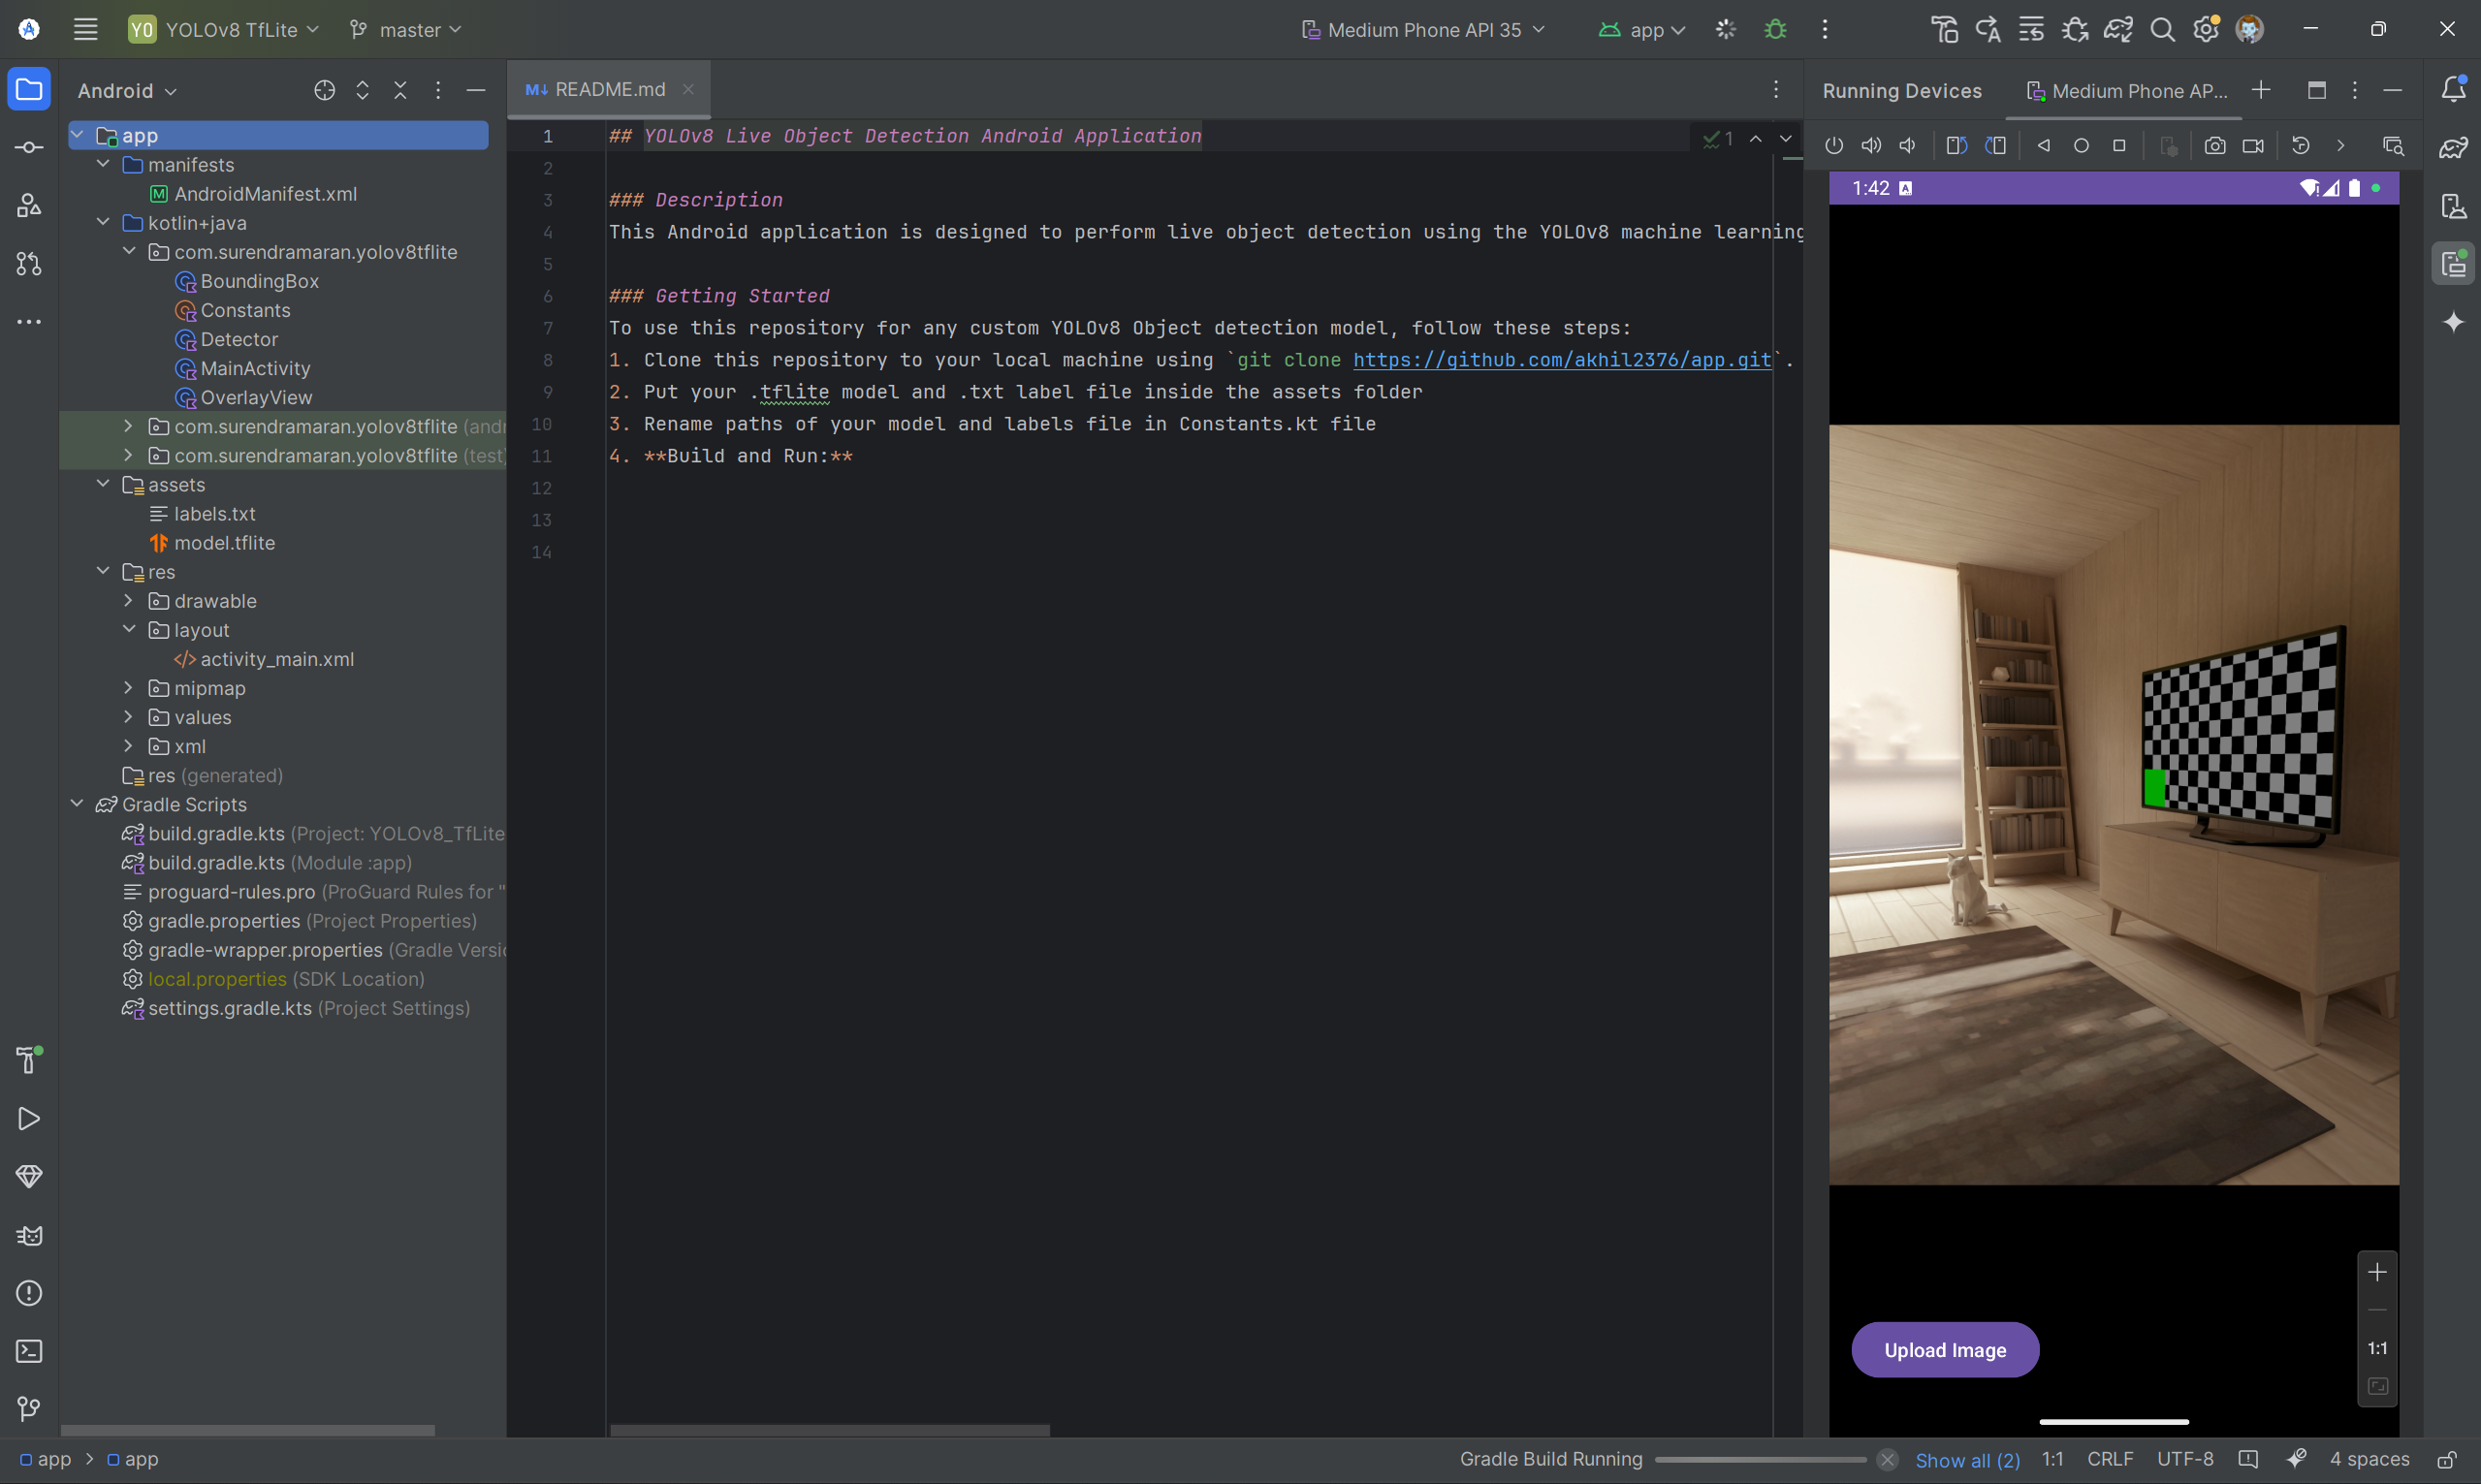 YO YOLOv8 TfLite master Medium Phone API 35 app
Android
README.md
Running Devices Medium Phone AP...
app
manifests
AndroidManifest.xml
kotlin+java
com.surendramaran.yolov8tflite
BoundingBox
Constants
Detector
MainActivity
OverlayView
com.surendramaran.yolov8tflite (andr
com.surendramaran.yolov8tflite (test)
assets
labels.txt
model.tflite
res
drawable
layout
activity_main.xml
mipmap
values
xml
res (generated)
Gradle Scripts
build.gradle.kts (Project: YOLOv8_TfLite
build.gradle.kts (Module :app)
proguard-rules.pro (ProGuard Rules for "
gradle.properties (Project Properties)
gradle-wrapper.properties (Gradle Versio
local.properties (SDK Location)
settings.gradle.kts (Project Settings)
1 ## YOLOv8 Live Object Detection Android Application
1
2
3 ### Description
4 This Android application is designed to perform live object detection using the YOLOv8 machine learning
5
6 ### Getting Started
7 To use this repository for any custom YOLOv8 Object detection model, follow these steps:
8 1. Clone this repository to your local machine using `git clone https://github.com/akhil2376/app.git`.
9 2. Put your .tflite model and .txt label file inside the assets folder
10 3. Rename paths of your model and labels file in Constants.kt file
11 4. **Build and Run:**
12
13
14
1:42
Upload Image
1:1
app > app
Gradle Build Running Show all (2) 1:1 CRLF UTF-8 4 spaces